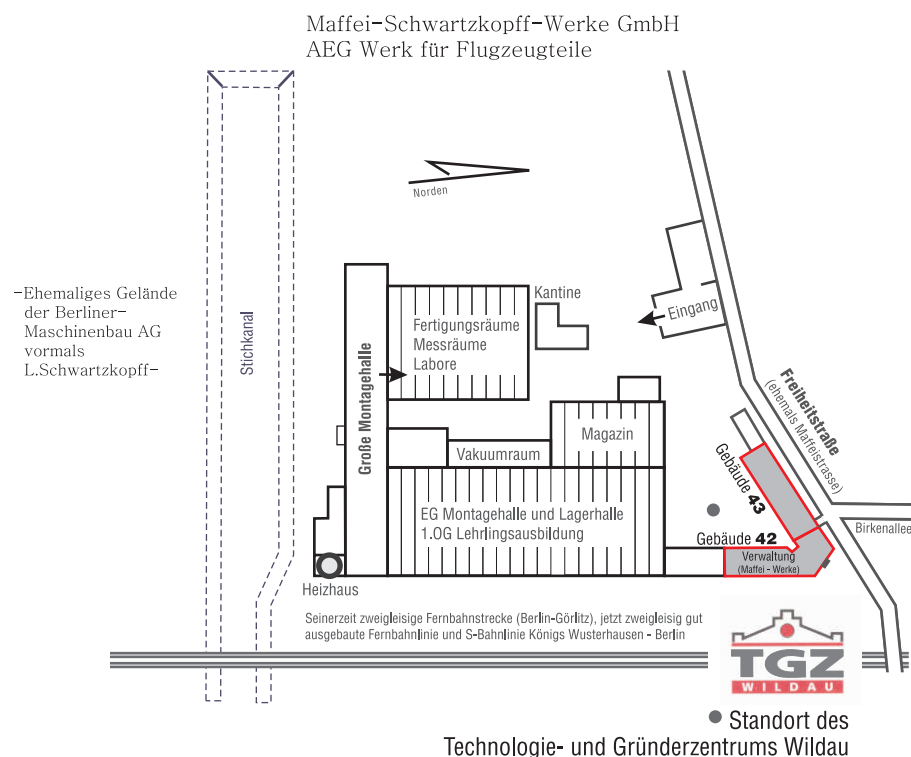 Maffei-Schwartzkopff-Werke GmbH
AEG Werk für Flugzeugteile
Norden
-Ehemaliges Gelände
der Berliner-
Maschinenbau AG
vormals
L.Schwartzkopff-
Stichkanal
Große Montagehalle
Fertigungsräume
Messräume
Labore
Kantine
Eingang
Freiheitstraße
(ehemals Maffeistrasse)
Magazin
Vakuumraum
Gebäude 43
EG Montagehalle und Lagerhalle
1.OG Lehrlingsausbildung
Birkenallee
Gebäude 42
Verwaltung
(Maffei - Werke)
Heizhaus
Seinerzeit zweigleisige Fernbahnstrecke (Berlin-Görlitz), jetzt zweigleisig gut
ausgebaute Fernbahnlinie und S-Bahnlinie Königs Wusterhausen - Berlin
TGZ
WILDAU
Standort des
Technologie- und Gründerzentrums Wildau